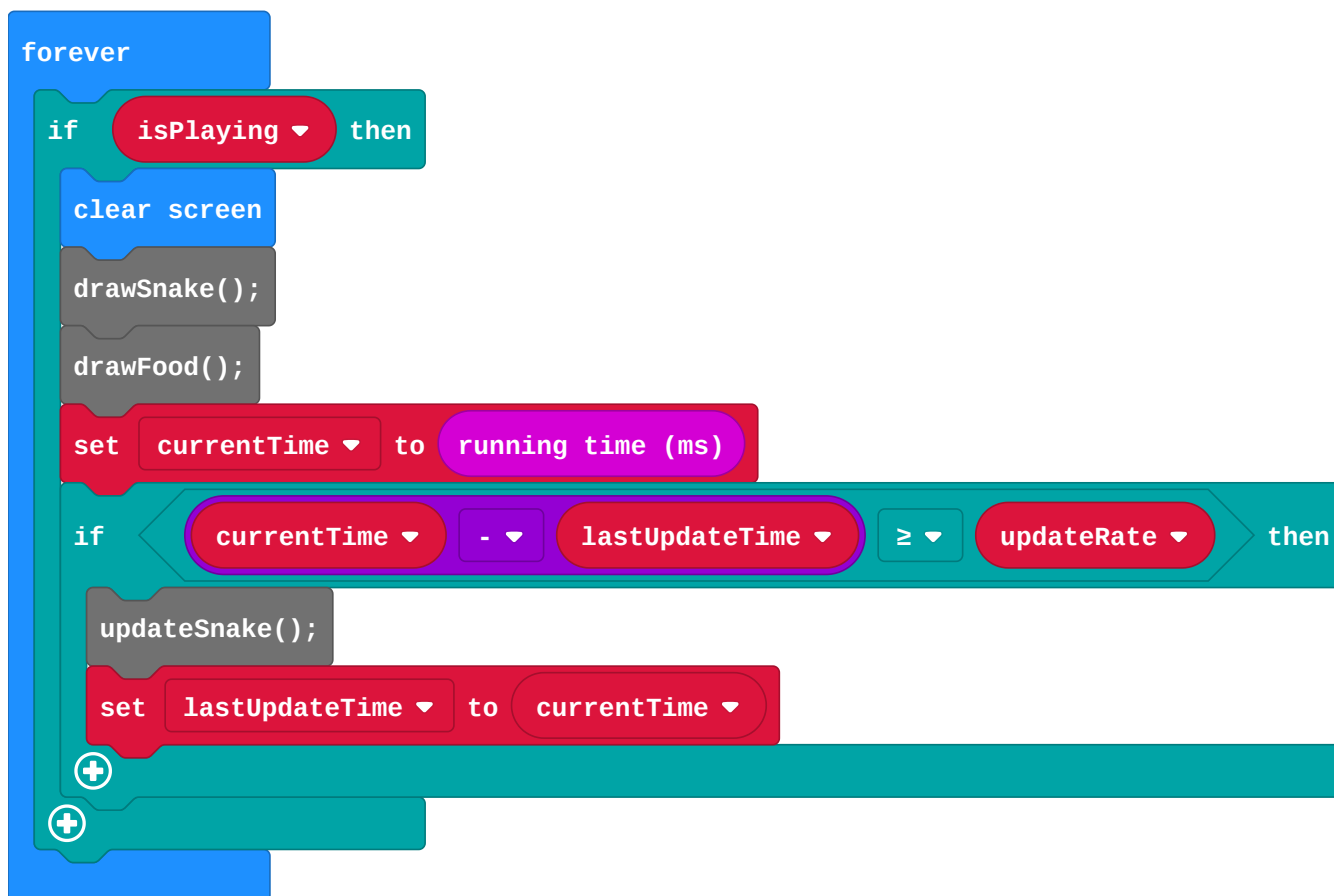 forever
if isPlaying then
clear screen
drawSnake();
drawFood();
set currentTime to running time (ms)
if currentTime - lastUpdateTime ≥ updateRate then
updateSnake();
set lastUpdateTime to currentTime